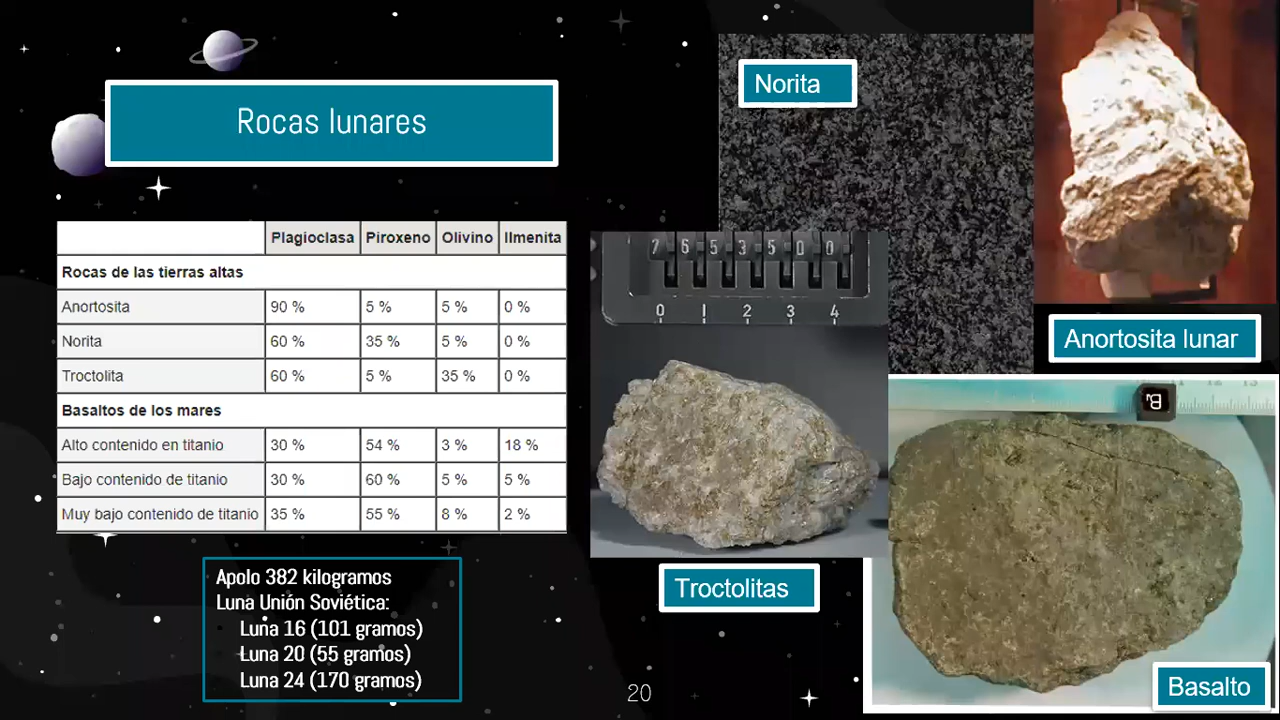 Rocas lunares
Norita
Anortosita lunar
Plagioclasa Piroxeno Olivino Ilmenita
Rocas de las tierras altas
Anortosita 90 % 5 % 5 % 0 %
Norita 60 % 35 % 5 % 0 %
Troctolita 60 % 5 % 35 % 0 %
Basaltos de los mares
Alto contenido en titanio 30 % 54 % 3 % 18 %
Bajo contenido de titanio 30 % 60 % 5 % 5 %
Muy bajo contenido de titanio 35 % 55 % 8 % 2 %
7 6 5 3 5 0 0
0 1 2 3 4
Troctolitas
12 13
B
Basalto
Apolo 382 kilogramos
Luna Unión Soviética:
Luna 16 (101 gramos)
Luna 20 (55 gramos)
Luna 24 (170 gramos)
20